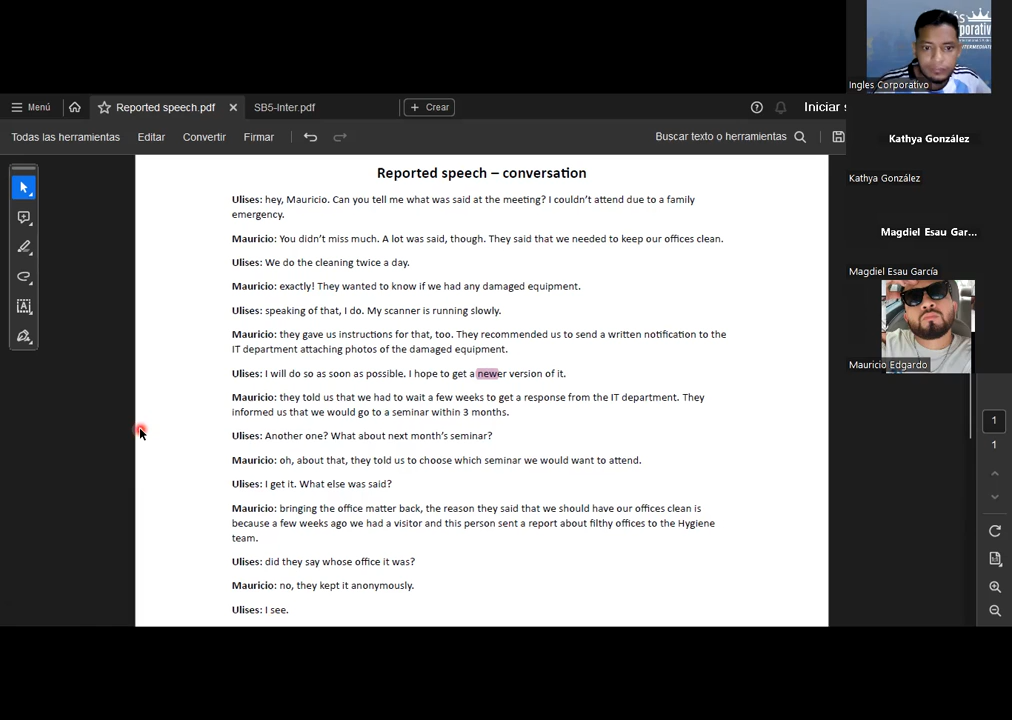 Menú
Reported speech.pdf
SB5-Inter.pdf
Crear
Iniciar s
Todas las herramientas
Editar
Convertir
Firmar
Buscar texto o herramientas
Reported speech – conversation
Ulises: hey, Mauricio. Can you tell me what was said at the meeting? I couldn't attend due to a family
emergency.
Mauricio: You didn't miss much. A lot was said, though. They said that we needed to keep our offices clean.
Ulises: We do the cleaning twice a day.
Mauricio: exactly! They wanted to know if we had any damaged equipment.
Ulises: speaking of that, I do. My scanner is running slowly.
Mauricio: they gave us instructions for that, too. They recommended us to send a written notification to the
IT department attaching photos of the damaged equipment.
Ulises: I will do so as soon as possible. I hope to get a newer version of it.
Mauricio: they told us that we had to wait a few weeks to get a response from the IT department. They
informed us that we would go to a seminar within 3 months.
Ulises: Another one? What about next month's seminar?
Mauricio: oh, about that, they told us to choose which seminar we would want to attend.
Ulises: I get it. What else was said?
Mauricio: bringing the office matter back, the reason they said that we should have our offices clean is
because a few weeks ago we had a visitor and this person sent a report about filthy offices to the Hygiene
team.
Ulises: did they say whose office it was?
Mauricio: no, they kept it anonymously.
Ulises: I see.
Ingles Corporativo
Kathya González
Kathya González
Magdiel Esau Gar...
Magdiel Esau García
Mauricio Edgardo
1
1